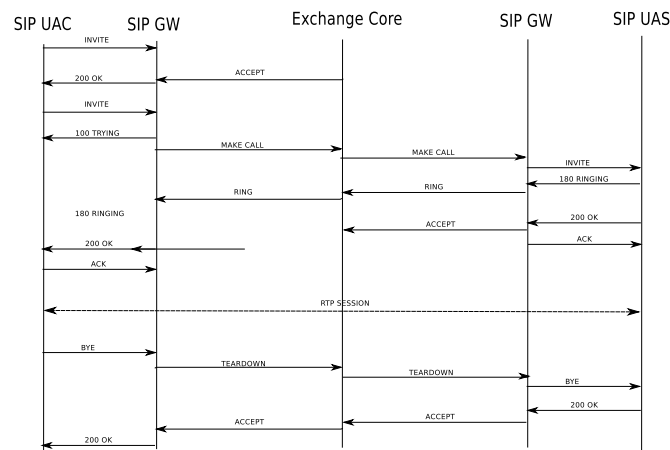 SIP UAC
SIP GW
Exchange Core
SIP GW
SIP UAS
INVITE
ACCEPT
200 OK
INVITE
100 TRYING
MAKE CALL
MAKE CALL
INVITE
180 RINGING
RING
RING
180 RINGING
200 OK
ACCEPT
ACK
200 OK
ACK
RTP SESSION
BYE
TEARDOWN
TEARDOWN
BYE
200 OK
ACCEPT
ACCEPT
200 OK